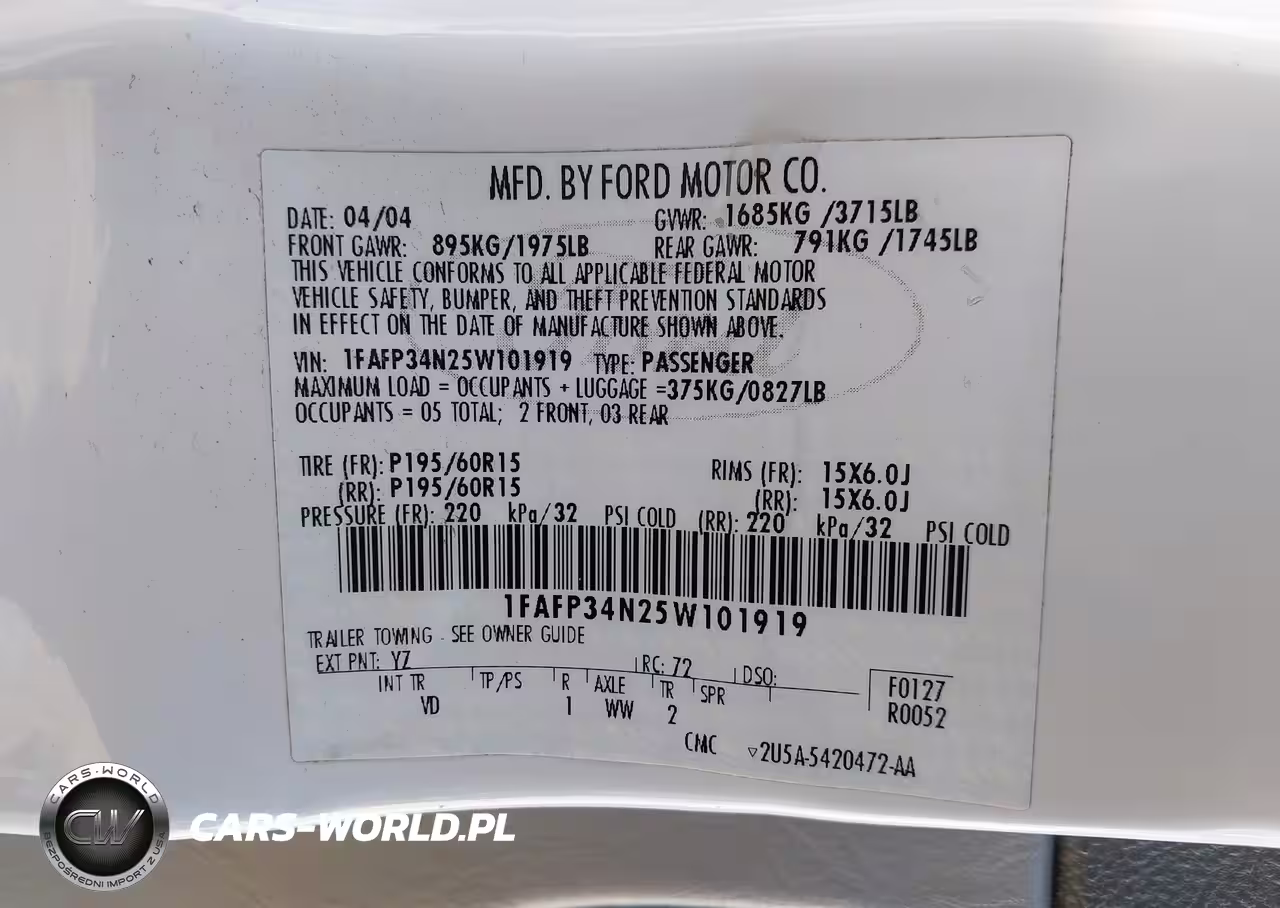 MFD. BY FORD MOTOR CO.
DATE: 04/04 GVWR: 1685KG /3715LB
FRONT GAWR: 895KG/1975LB REAR GAWR: 791KG /1745LB
THIS VEHICLE CONFORMS TO ALL APPLICABLE FEDERAL MOTOR
VEHICLE SAFETY, BUMPER, AND THEFT PREVENTION STANDARDS
IN EFFECT ON THE DATE OF MANUFACTURE SHOWN ABOVE.
VIN: 1FAFP34N25W101919 TYPE: PASSENGER
MAXIMUM LOAD = OCCUPANTS + LUGGAGE =375KG/0827LB
OCCUPANTS = 05 TOTAL; 2 FRONT, 03 REAR
TIRE (FR): P195/60R15 RIMS (FR): 15X6.0J
(RR): P195/60R15 (RR): 15X6.0J
PRESSURE (FR): 220 kPa/32 PSI COLD (RR): 220 kPa/32 PSI COLD
1FAFP34N25W101919
TRAILER TOWING - SEE OWNER GUIDE
EXT PNT: YZ RC: 72 DSO:
INT TR TP/PS R AXLE TR SPR F0127
VD 1 WW 2 R0052
CMC ▿2U5A-5420472-AA
CARS-WORLD
CW
BEZPOŚREDNI IMPORT Z USA
CARS-WORLD.PL